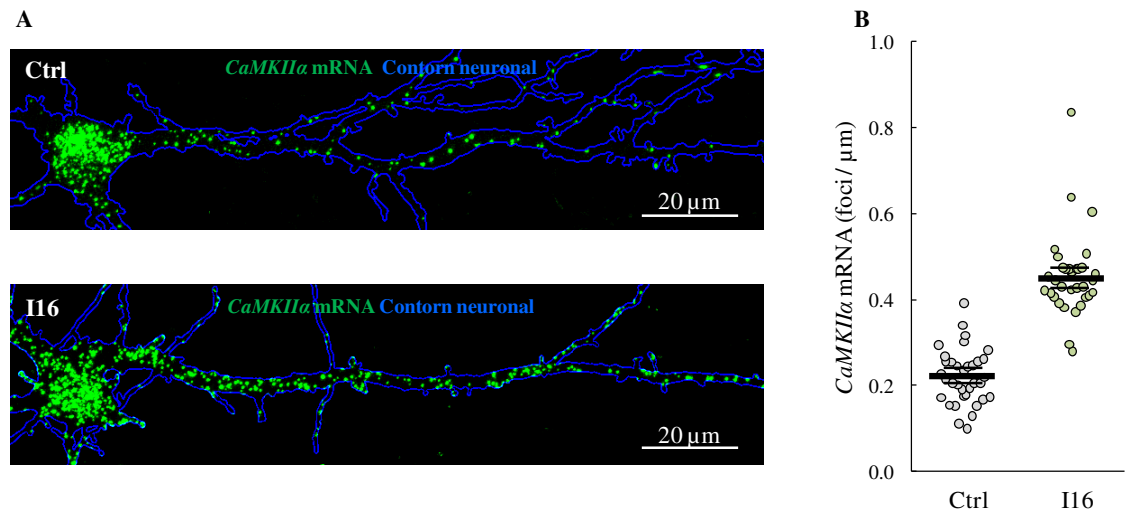 A
Ctrl
CaMKIIα mRNA Contorn neuronal
20 µm
I16
CaMKIIα mRNA Contorn neuronal
20 µm
B
CaMKIIα mRNA (foci / µm)
1.0
0.8
0.6
0.4
0.2
0.0
Ctrl I16